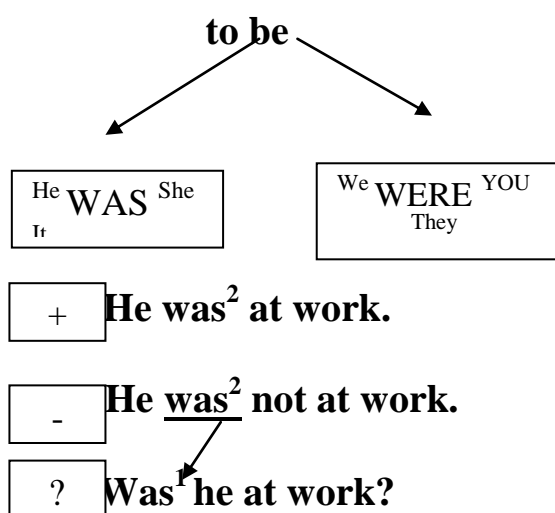 to be
He WAS She
It
We WERE YOU
They
+ He was² at work.
- He was² not at work.
? Was¹ he at work?